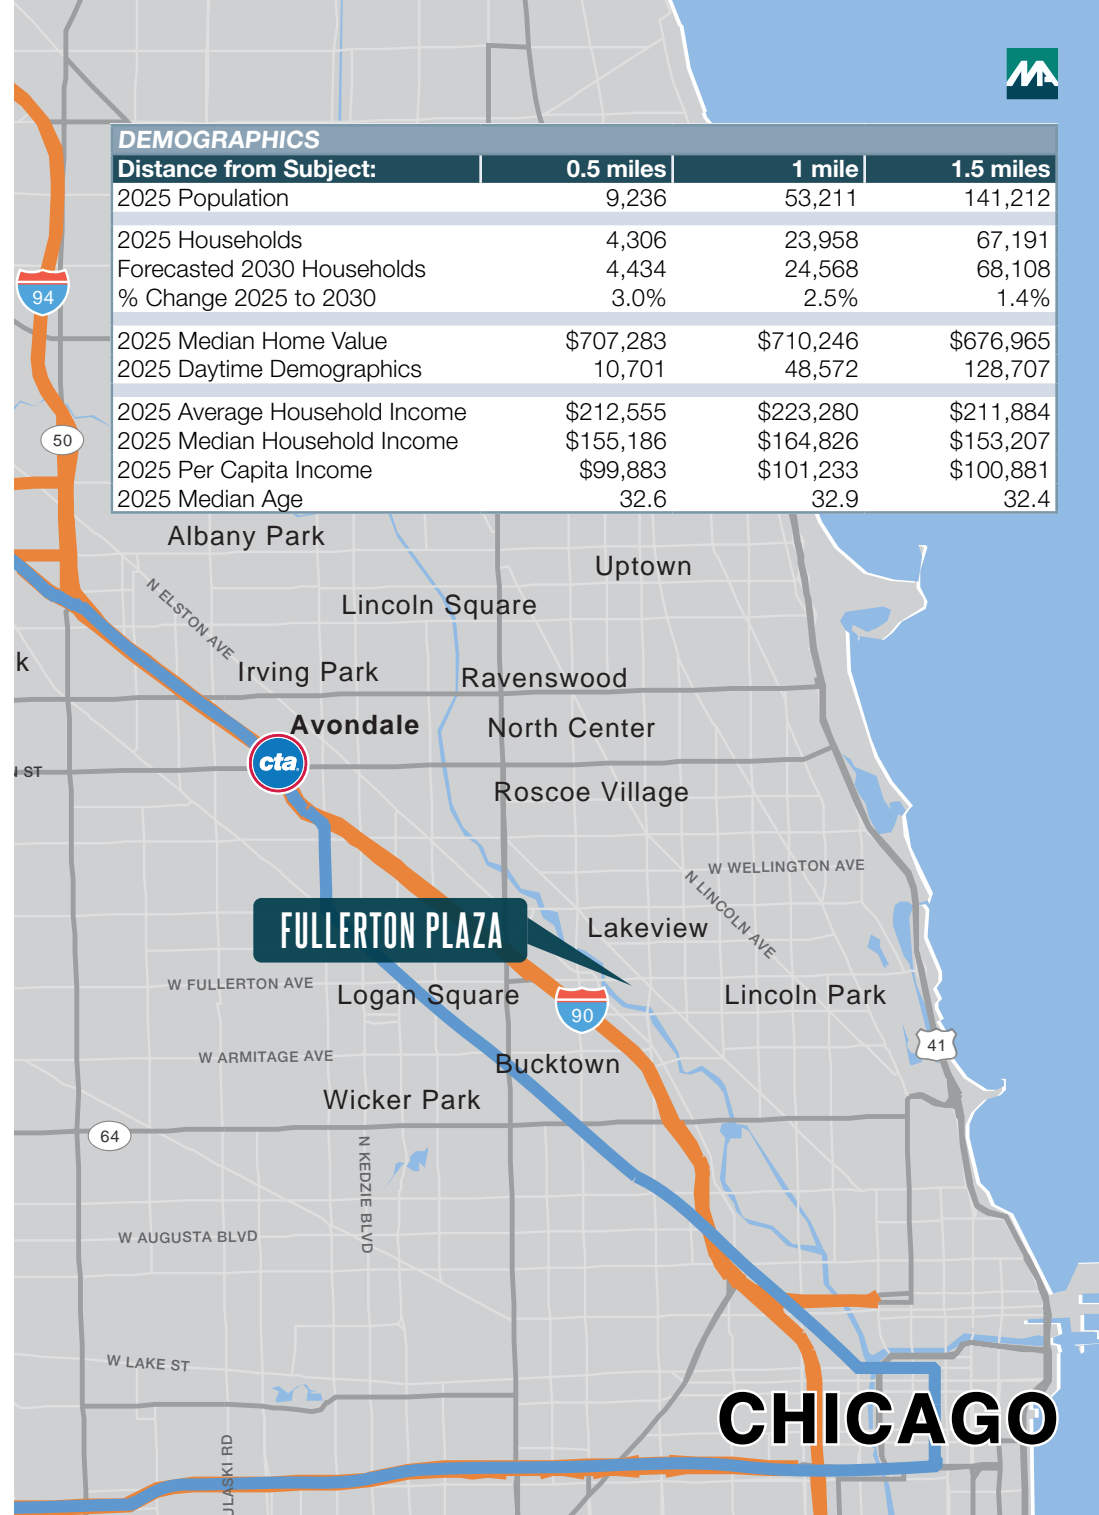 MA
DEMOGRAPHICS
Distance from Subject: 0.5 miles 1 mile 1.5 miles
2025 Population 9,236 53,211 141,212
2025 Households 4,306 23,958 67,191
Forecasted 2030 Households 4,434 24,568 68,108
% Change 2025 to 2030 3.0% 2.5% 1.4%
2025 Median Home Value $707,283 $710,246 $676,965
2025 Daytime Demographics 10,701 48,572 128,707
2025 Average Household Income $212,555 $223,280 $211,884
2025 Median Household Income $155,186 $164,826 $153,207
2025 Per Capita Income $99,883 $101,233 $100,881
2025 Median Age 32.6 32.9 32.4
94
50
Albany Park
Uptown
N ELSTON AVE
Lincoln Square
k
Irving Park
Ravenswood
Avondale
North Center
cta
ST
Roscoe Village
W WELLINGTON AVE
N LINCOLN AVE
FULLERTON PLAZA
Lakeview
W FULLERTON AVE
Logan Square
Lincoln Park
90
41
W ARMITAGE AVE
Bucktown
Wicker Park
64
N KEDZIE BLVD
W AUGUSTA BLVD
W LAKE ST
CHICAGO
ULASKI RD